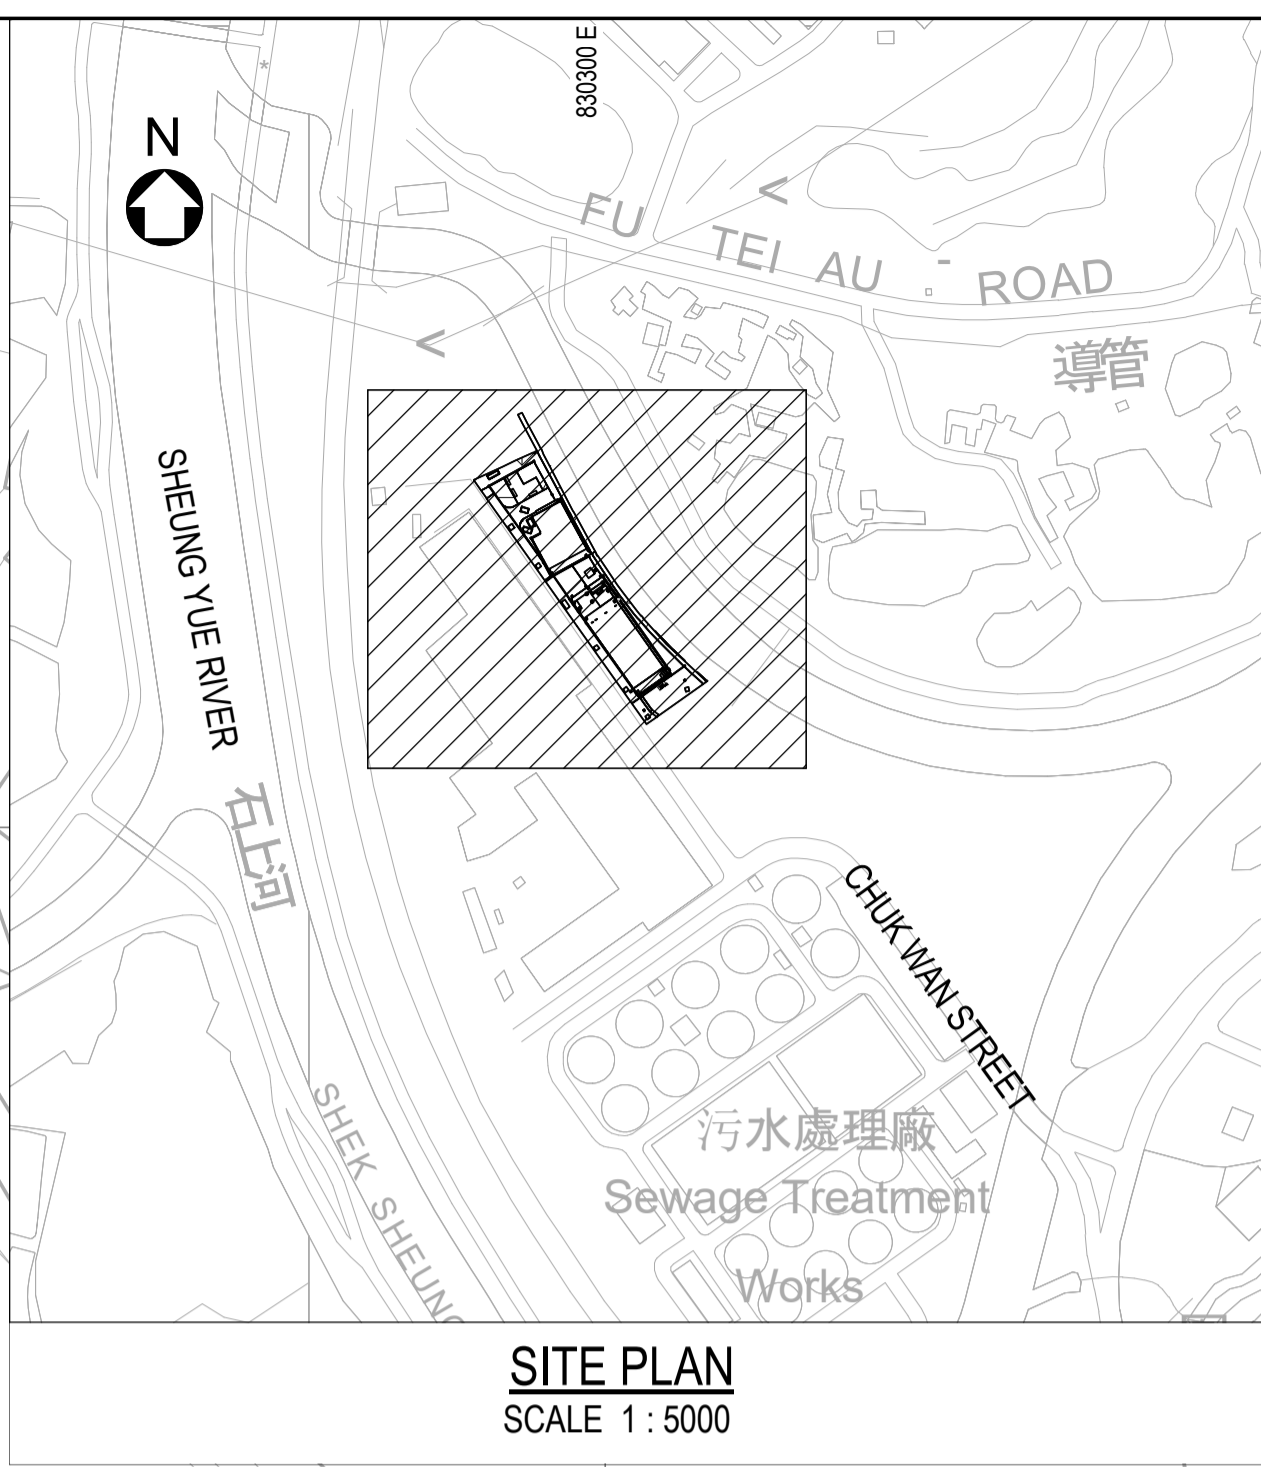 830300 E
N
FU TEI AU ROAD
導管
SHEUNG YUE RIVER
石上河
CHUK WAN STREET
SHEK SHEUNG
污水處理廠
Sewage Treatment
Works
SITE PLAN
SCALE 1 : 5000